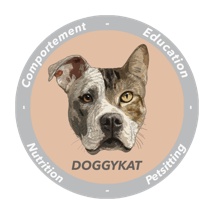 Comportement
Education
DOGGYKAT
Nutrition
Petsitting